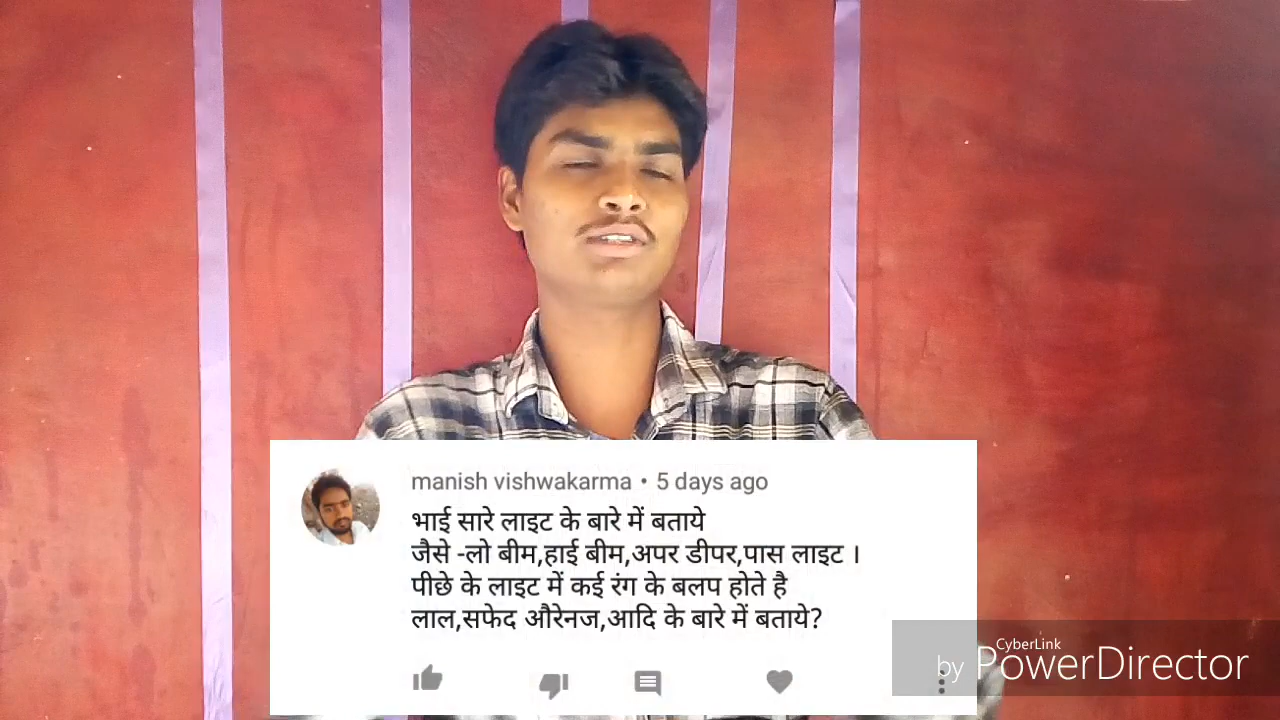 manish vishwakarma • 5 days ago
भाई सारे लाइट के बारे में बताये
जैसे -लो बीम,हाई बीम,अपर डीपर,पास लाइट ।
पीछे के लाइट में कई रंग के बलप होते है
लाल,सफेद औरेनज,आदि के बारे में बताये?
CyberLink
by PowerDirector